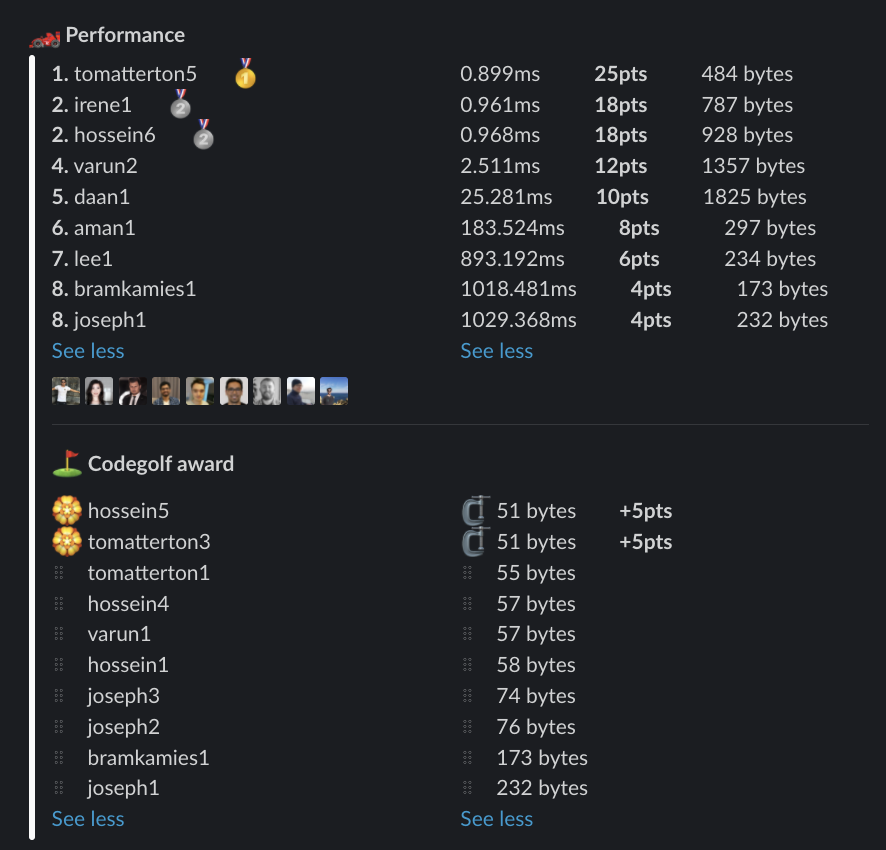 Performance
1. tomatterton5 1 0.899ms 25pts 484 bytes
2. irene1 2 0.961ms 18pts 787 bytes
2. hossein6 2 0.968ms 18pts 928 bytes
4. varun2 2.511ms 12pts 1357 bytes
5. daan1 25.281ms 10pts 1825 bytes
6. aman1 183.524ms 8pts 297 bytes
7. lee1 893.192ms 6pts 234 bytes
8. bramkamies1 1018.481ms 4pts 173 bytes
8. joseph1 1029.368ms 4pts 232 bytes
See less See less
Codegolf award
hossein5 51 bytes +5pts
tomatterton3 51 bytes +5pts
tomatterton1 55 bytes
hossein4 57 bytes
varun1 57 bytes
hossein1 58 bytes
joseph3 74 bytes
joseph2 76 bytes
bramkamies1 173 bytes
joseph1 232 bytes
See less See less